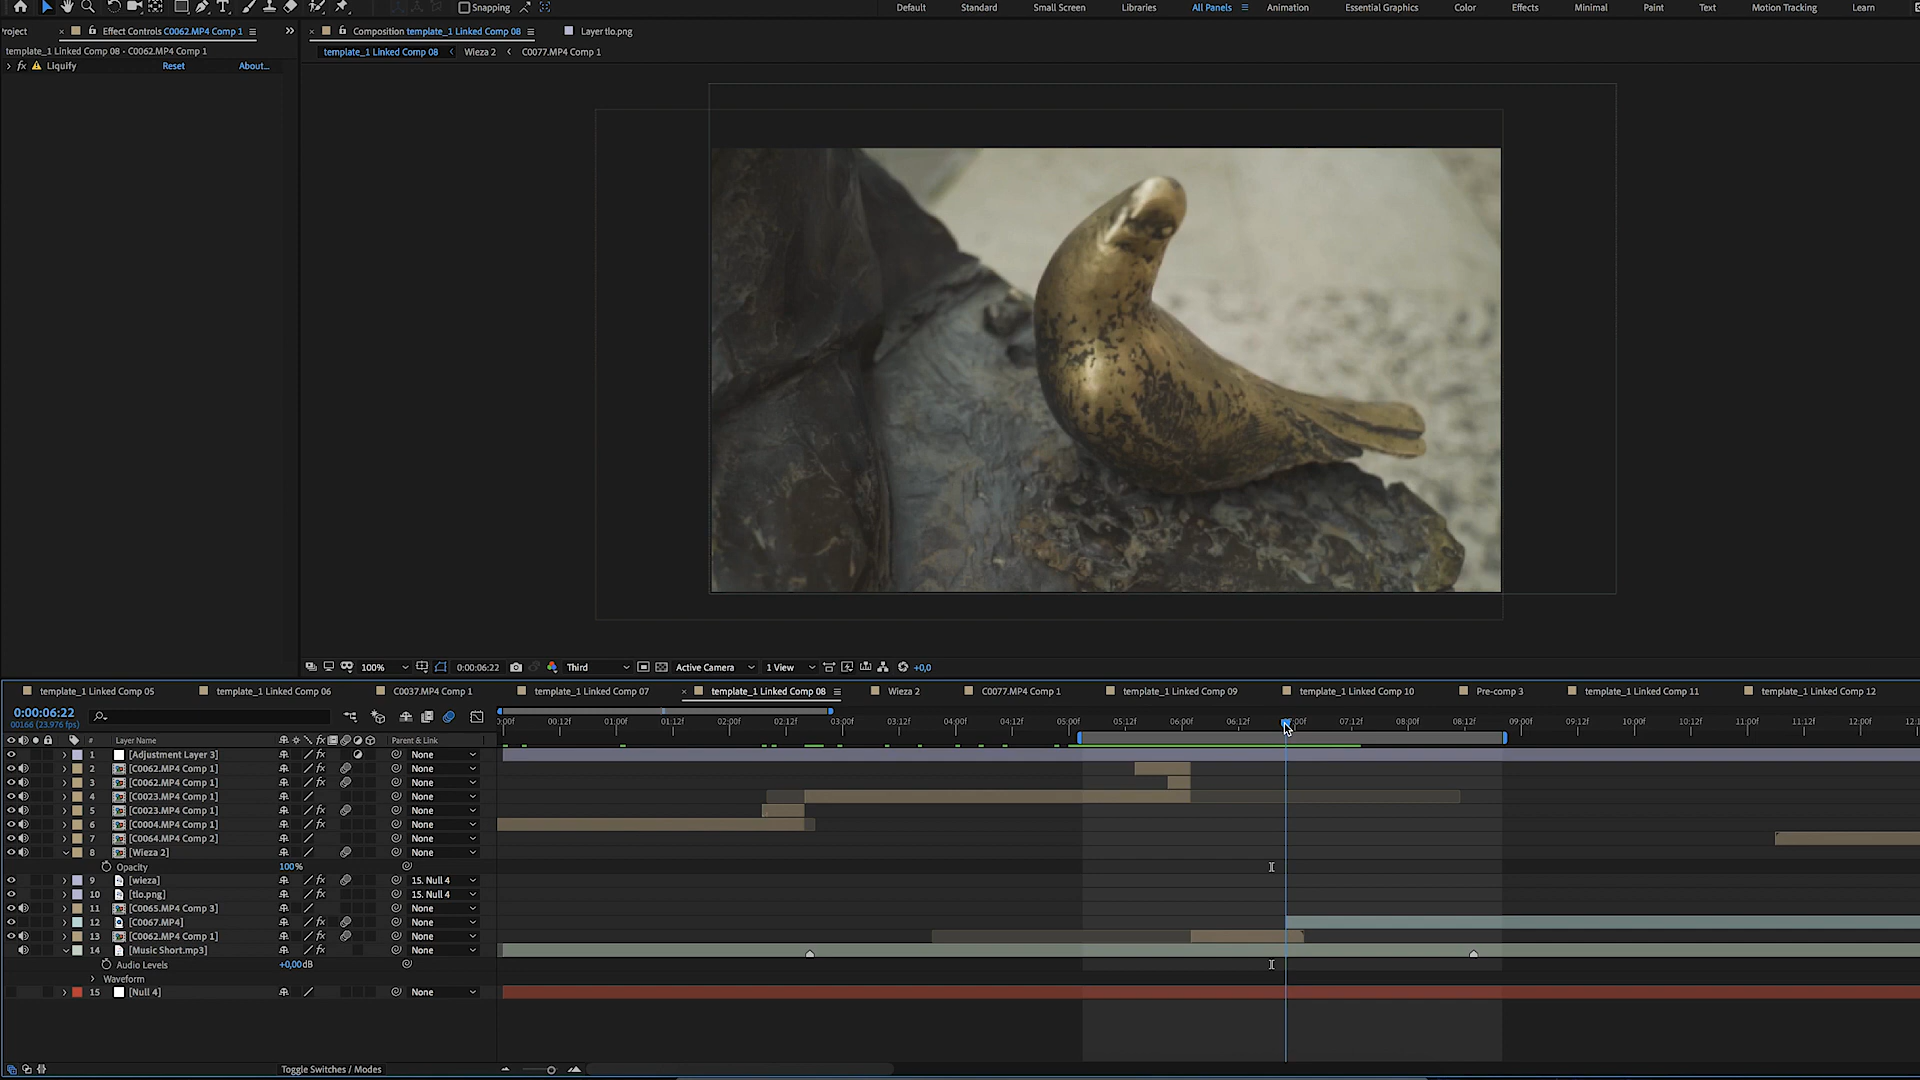 Snapping
Default
Standard
Small Screen
Libraries
All Panels
Animation
Essential Graphics
Color
Effects
Minimal
Paint
Text
Motion Tracking
Learn
roject
Effect Controls C0062.MP4 Comp 1
Composition template_1 Linked Comp 08
Layer tlo.png
template_1 Linked Comp 08 · C0062.MP4 Comp 1
template_1 Linked Comp 08
Wieza 2
C0077.MP4 Comp 1
fx Liquify Reset About...
100% 0:00:06:22 Third Active Camera 1 View +0,0
template_1 Linked Comp 05
template_1 Linked Comp 06
C0037.MP4 Comp 1
template_1 Linked Comp 07
template_1 Linked Comp 08
Wieza 2
C0077.MP4 Comp 1
template_1 Linked Comp 09
template_1 Linked Comp 10
Pre-comp 3
template_1 Linked Comp 11
template_1 Linked Comp 12
0:00:06:22
00166 (23.976 fps)
:00f 00:12f 01:00f 01:12f 02:00f 02:12f 03:00f 03:12f 04:00f 04:12f 05:00f 05:12f 06:00f 06:12f 07:00f 07:12f 08:00f 08:12f 09:00f 09:12f 10:00f 10:12f 11:00f 11:12f 12:00f 12:
# Layer Name fx Parent & Link
1 [Adjustment Layer 3] None
2 [C0062.MP4 Comp 1] fx None
3 [C0062.MP4 Comp 1] fx None
4 [C0023.MP4 Comp 1] None
5 [C0023.MP4 Comp 1] fx None
6 [C0004.MP4 Comp 1] fx None
7 [C0064.MP4 Comp 2] None
8 [Wieza 2] None
Opacity 100%
9 [wieza] fx 15. Null 4
10 [tlo.png] fx 15. Null 4
11 [C0065.MP4 Comp 3] fx None
12 [C0067.MP4] fx None
13 [C0062.MP4 Comp 1] fx None
14 [Music Short.mp3] None
Audio Levels +0,00dB
Waveform
15 [Null 4] None
Toggle Switches / Modes